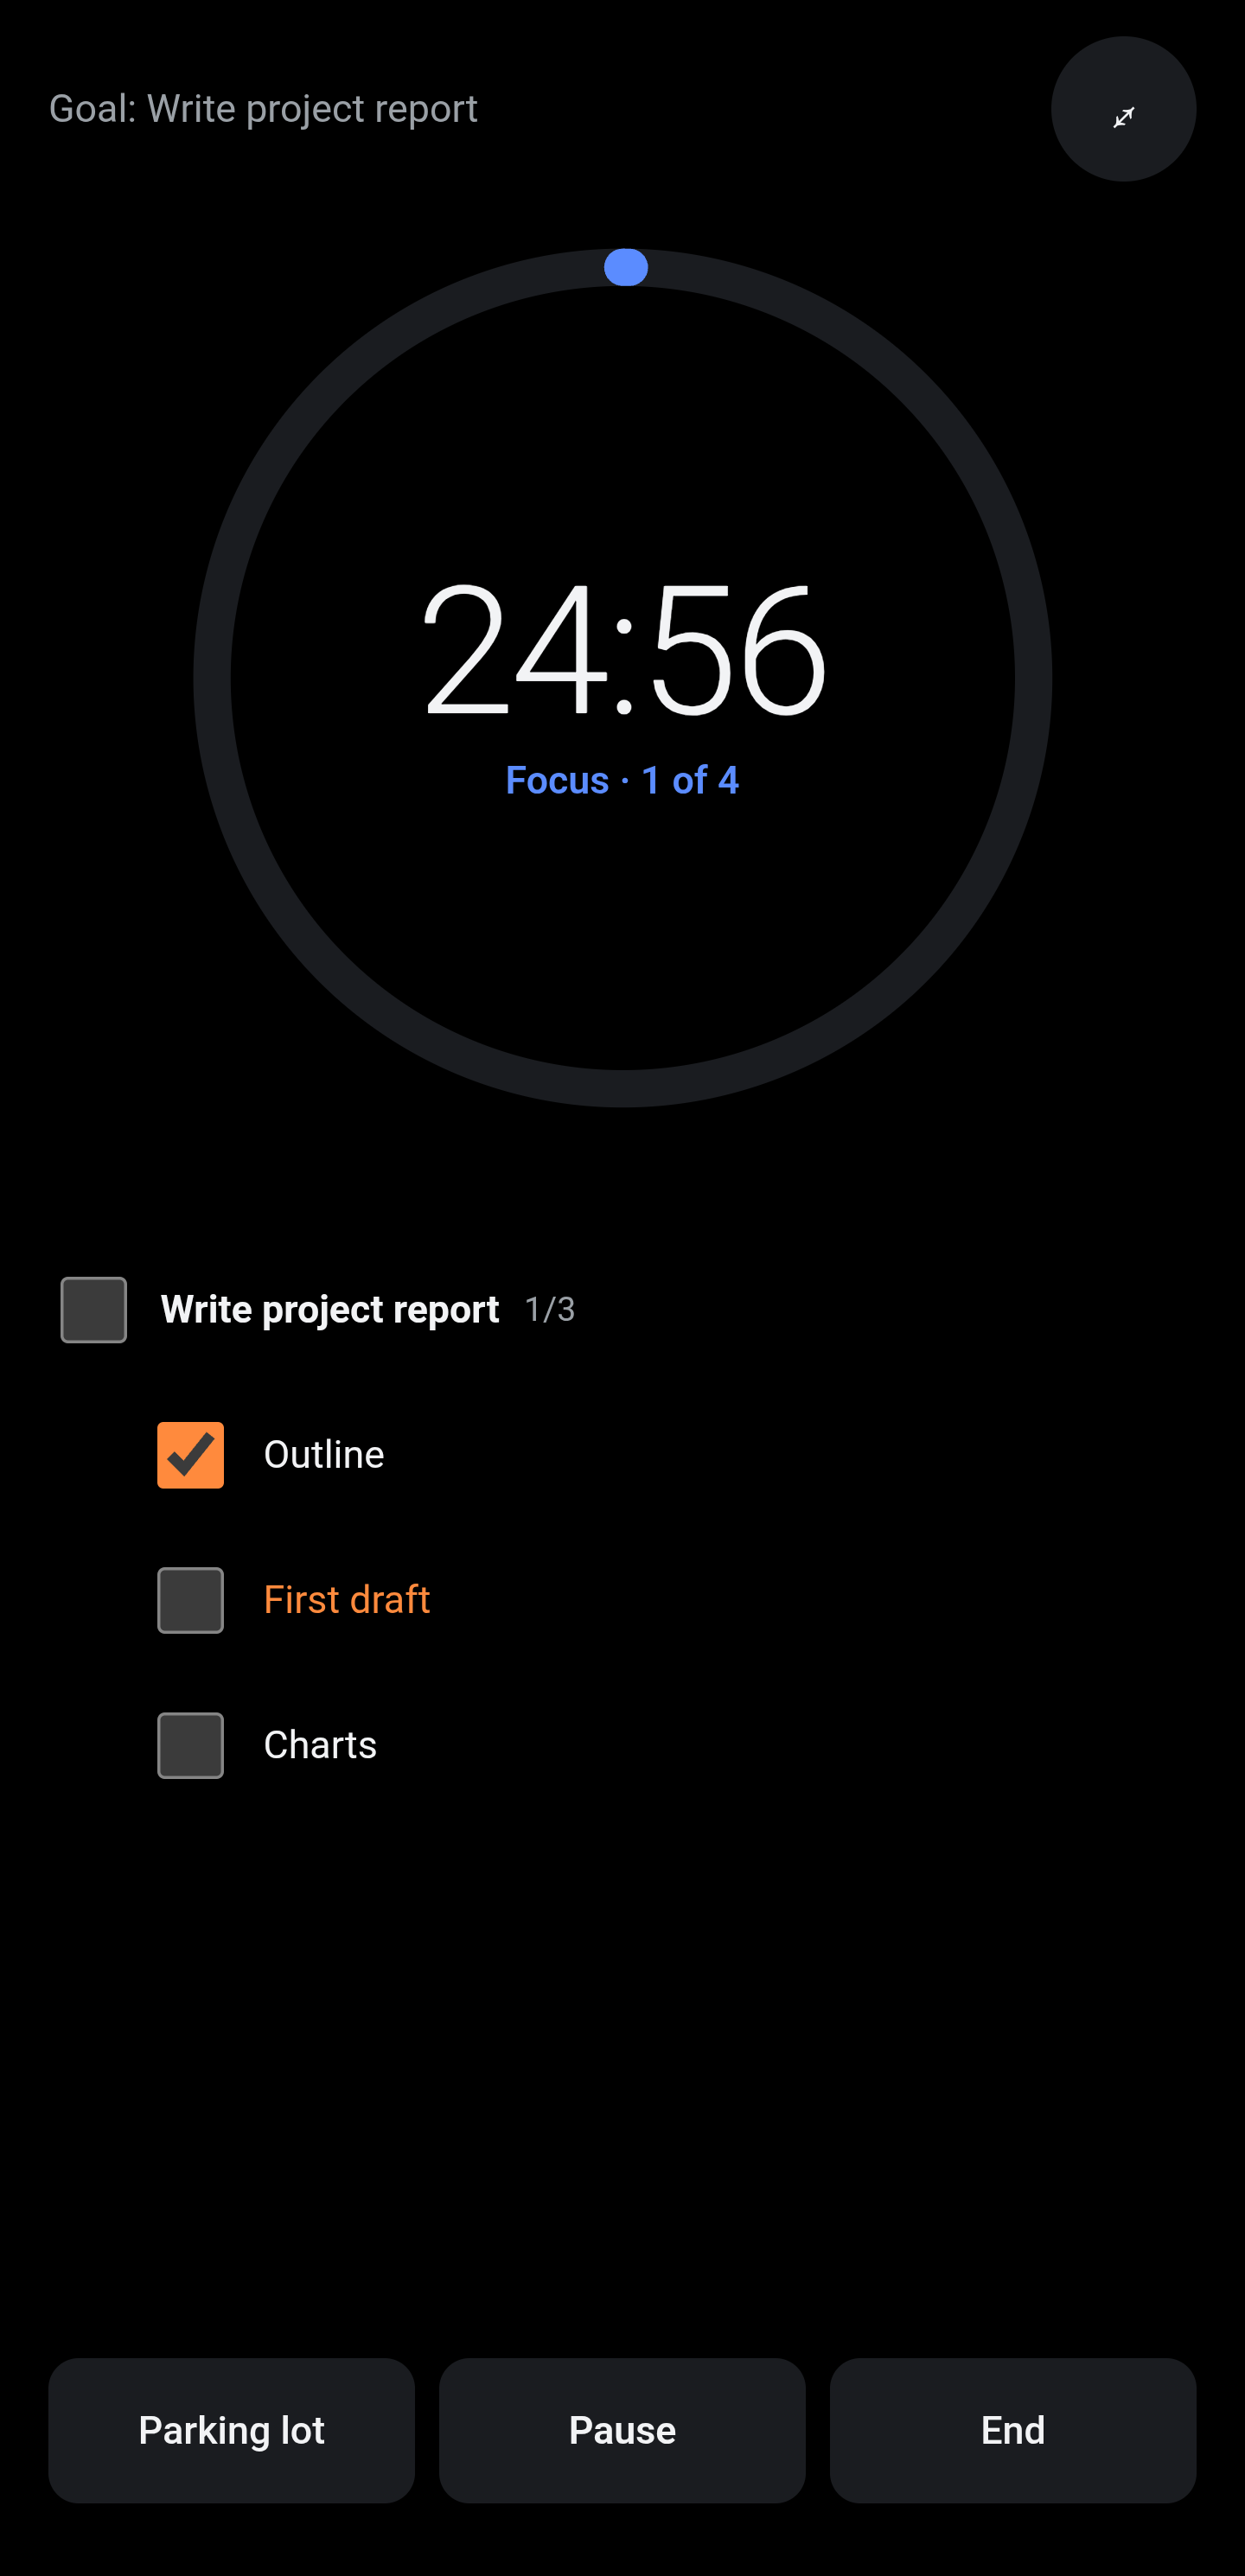 Goal: Write project report
24:56
Focus · 1 of 4
Write project report 1/3
Outline
First draft
Charts
Parking lot
Pause
End